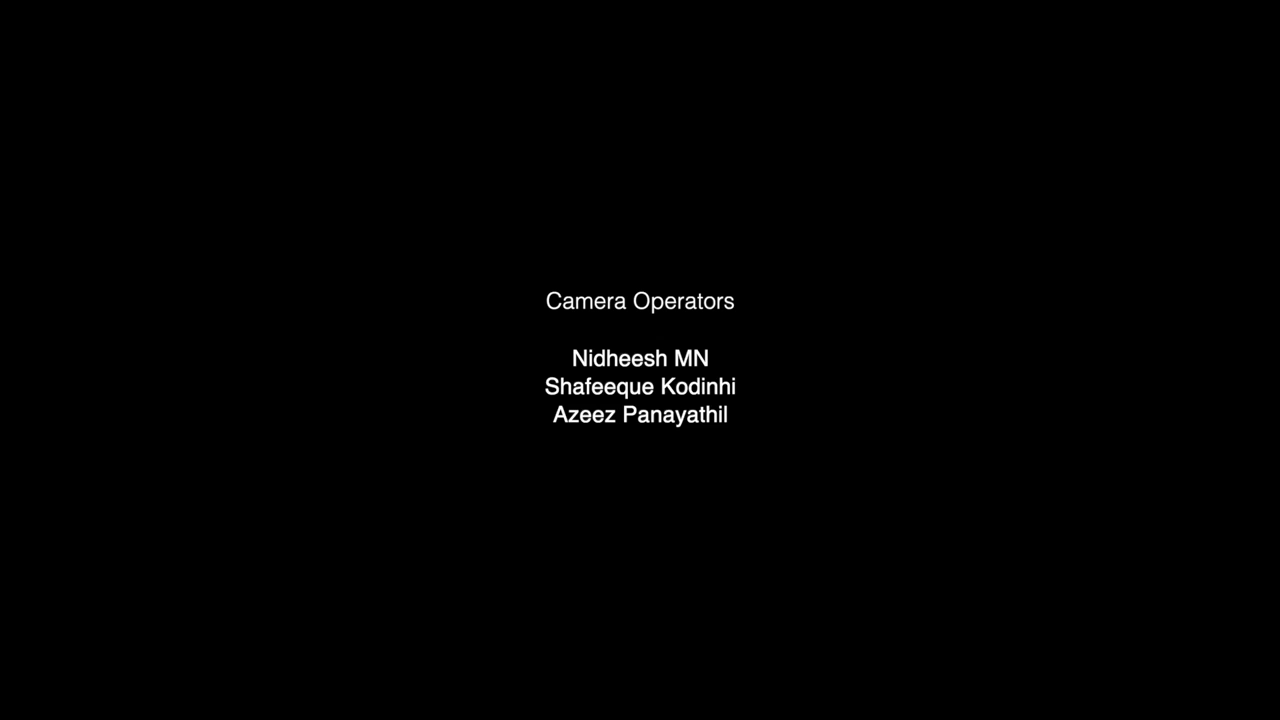 Camera Operators
Nidheesh MN
Shafeeque Kodinhi
Azeez Panayathil